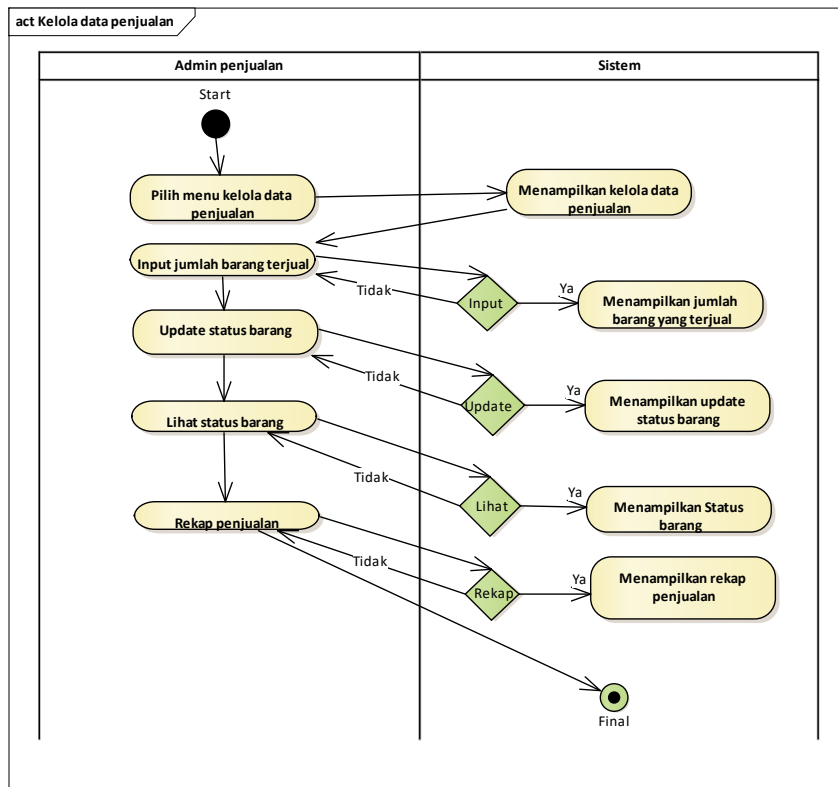 act Kelola data penjualan
Admin penjualan
Sistem
Start
Pilih menu kelola data
penjualan
Menampilkan kelola data
penjualan
Input jumlah barang terjual
Tidak
Input
Ya
Menampilkan jumlah
barang yang terjual
Update status barang
Tidak
Update
Ya
Menampilkan update
status barang
Lihat status barang
Tidak
Lihat
Ya
Menampilkan Status
barang
Rekap penjualan
Tidak
Rekap
Ya
Menampilkan rekap
penjualan
Final